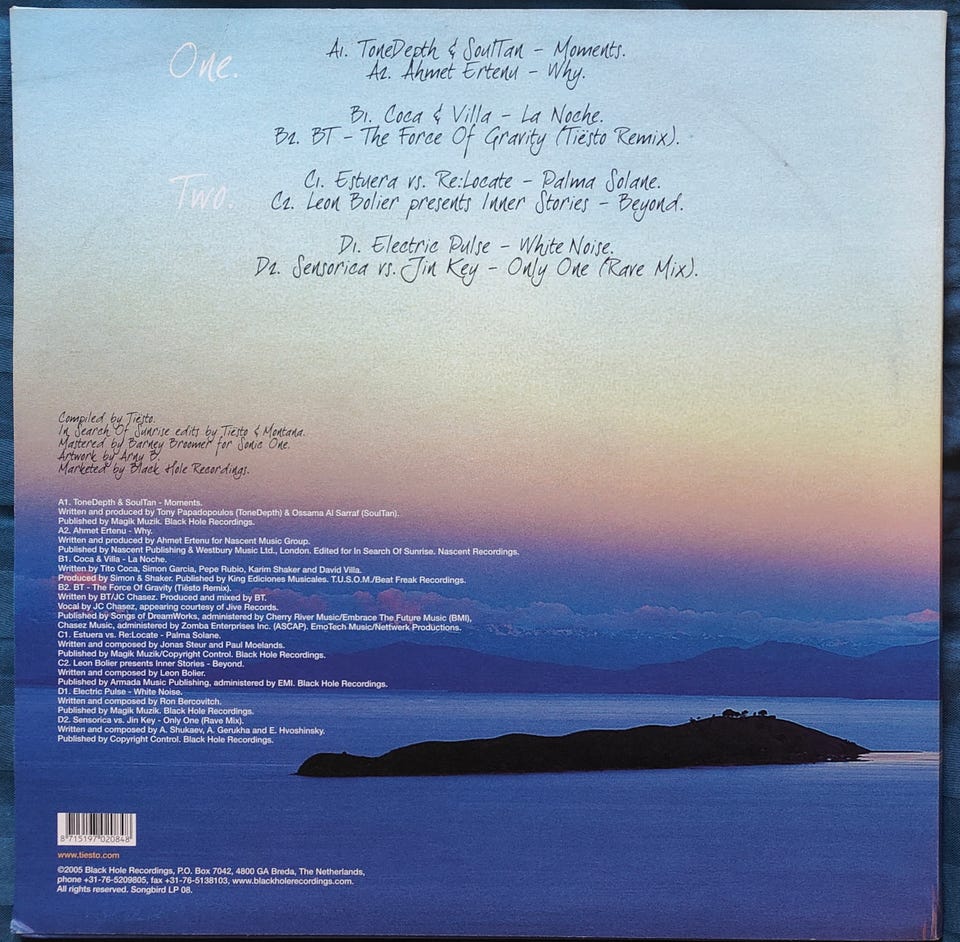 One.
A1. ToneDepth & SoulTan - Moments.
A2. Ahmet Ertenu - Why.
B1. Coca & Villa - La Noche.
B2. BT - The Force Of Gravity (Tiësto Remix).
Two.
C1. Estuera vs. Re:Locate - Palma Solane.
C2. Leon Bolier presents Inner Stories - Beyond.
D1. Electric Pulse - White Noise.
D2. Sensorica vs. Jin Key - Only One (Rave Mix).
Compiled by Tiësto.
In Search Of Sunrise edits by Tiësto & Montana.
Mastered by Barney Broomer for Sonic One.
Artwork by Arny B.
Marketed by Black Hole Recordings.
A1. ToneDepth & SoulTan - Moments.
Written and produced by Tony Papadopoulos (ToneDepth) & Ossama Al Sarraf (SoulTan).
Published by Magik Muzik. Black Hole Recordings.
A2. Ahmet Ertenu - Why.
Written and produced by Ahmet Ertenu for Nascent Music Group.
Published by Nascent Publishing & Westbury Music Ltd., London. Edited for In Search Of Sunrise. Nascent Recordings.
B1. Coca & Villa - La Noche.
Written by Tito Coca, Simon Garcia, Pepe Rubio, Karim Shaker and David Villa.
Produced by Simon & Shaker. Published by King Ediciones Musicales. T.U.S.O.M./Beat Freak Recordings.
B2. BT - The Force Of Gravity (Tiësto Remix).
Written by BT/JC Chasez. Produced and mixed by BT.
Vocal by JC Chasez, appearing courtesy of Jive Records.
Published by Songs of DreamWorks, administered by Cherry River Music/Embrace The Future Music (BMI),
Chasez Music, administered by Zomba Enterprises Inc. (ASCAP). EmoTech Music/Nettwerk Productions.
C1. Estuera vs. Re:Locate - Palma Solane.
Written and composed by Jonas Steur and Paul Moelands.
Published by Magik Muzik/Copyright Control. Black Hole Recordings.
C2. Leon Bolier presents Inner Stories - Beyond.
Written and composed by Leon Bolier.
Published by Armada Music Publishing, administered by EMI. Black Hole Recordings.
D1. Electric Pulse - White Noise.
Written and composed by Ron Bercovitch.
Published by Magik Muzik. Black Hole Recordings.
D2. Sensorica vs. Jin Key - Only One (Rave Mix).
Written and composed by A. Shukaev, A. Gerukha and E. Hvoshinsky.
Published by Copyright Control. Black Hole Recordings.
8 715197 020848
www.tiesto.com
©2005 Black Hole Recordings, P.O. Box 7042, 4800 GA Breda, The Netherlands,
phone +31-76-5209805, fax +31-76-5138103, www.blackholerecordings.com.
All rights reserved. Songbird LP 08.